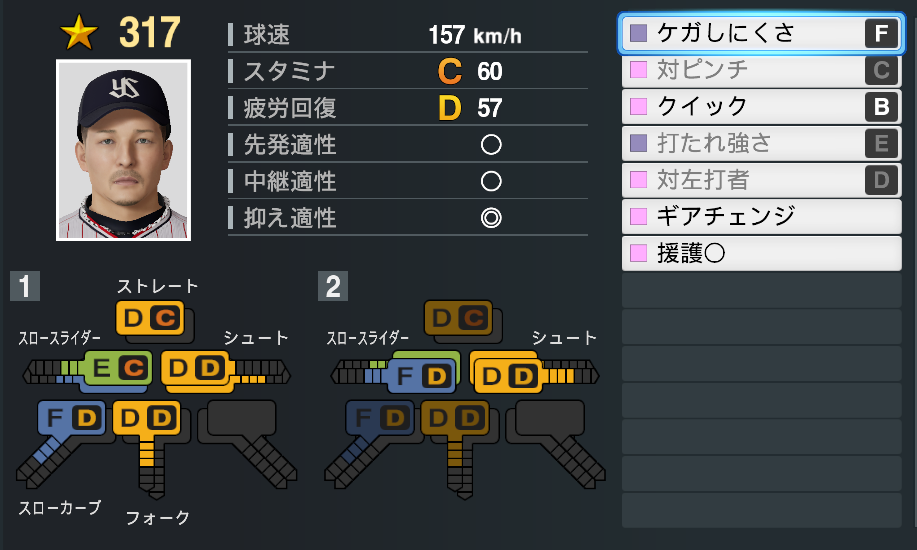 317
球速 157 km/h
スタミナ C 60
疲労回復 D 57
先発適性 ○
中継適性 ○
抑え適性 ◎
ケガしにくさ F
対ピンチ C
クイック B
打たれ強さ E
対左打者 D
ギアチェンジ
援護○
YS
1
ストレート
D C
スロースライダー
シュート
E C
D D
F D
D D
スローカーブ
フォーク
2
D C
スロースライダー
シュート
F D
D D
F D
D D